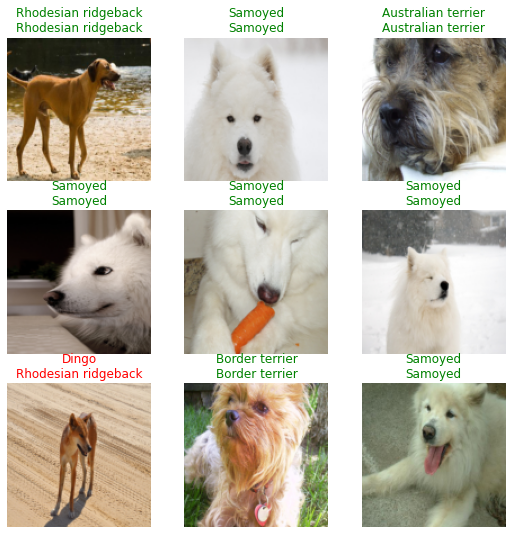 Rhodesian ridgeback
Rhodesian ridgeback
Samoyed
Samoyed
Australian terrier
Australian terrier
Samoyed
Samoyed
Samoyed
Samoyed
Samoyed
Samoyed
Dingo
Rhodesian ridgeback
Border terrier
Border terrier
Samoyed
Samoyed